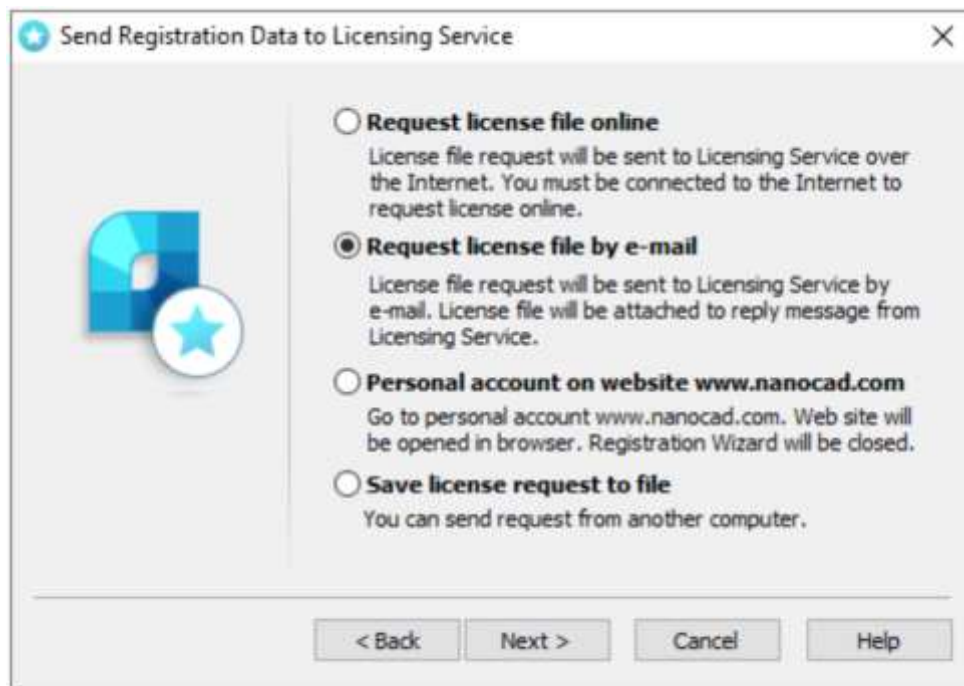 Send Registration Data to Licensing Service
Request license file online
License file request will be sent to Licensing Service over
the Internet. You must be connected to the Internet to
request license online.
Request license file by e-mail
License file request will be sent to Licensing Service by
e-mail. License file will be attached to reply message from
Licensing Service.
Personal account on website www.nanocad.com
Go to personal account www.nanocad.com. Web site will
be opened in browser. Registration Wizard will be closed.
Save license request to file
You can send request from another computer.
< Back Next > Cancel Help